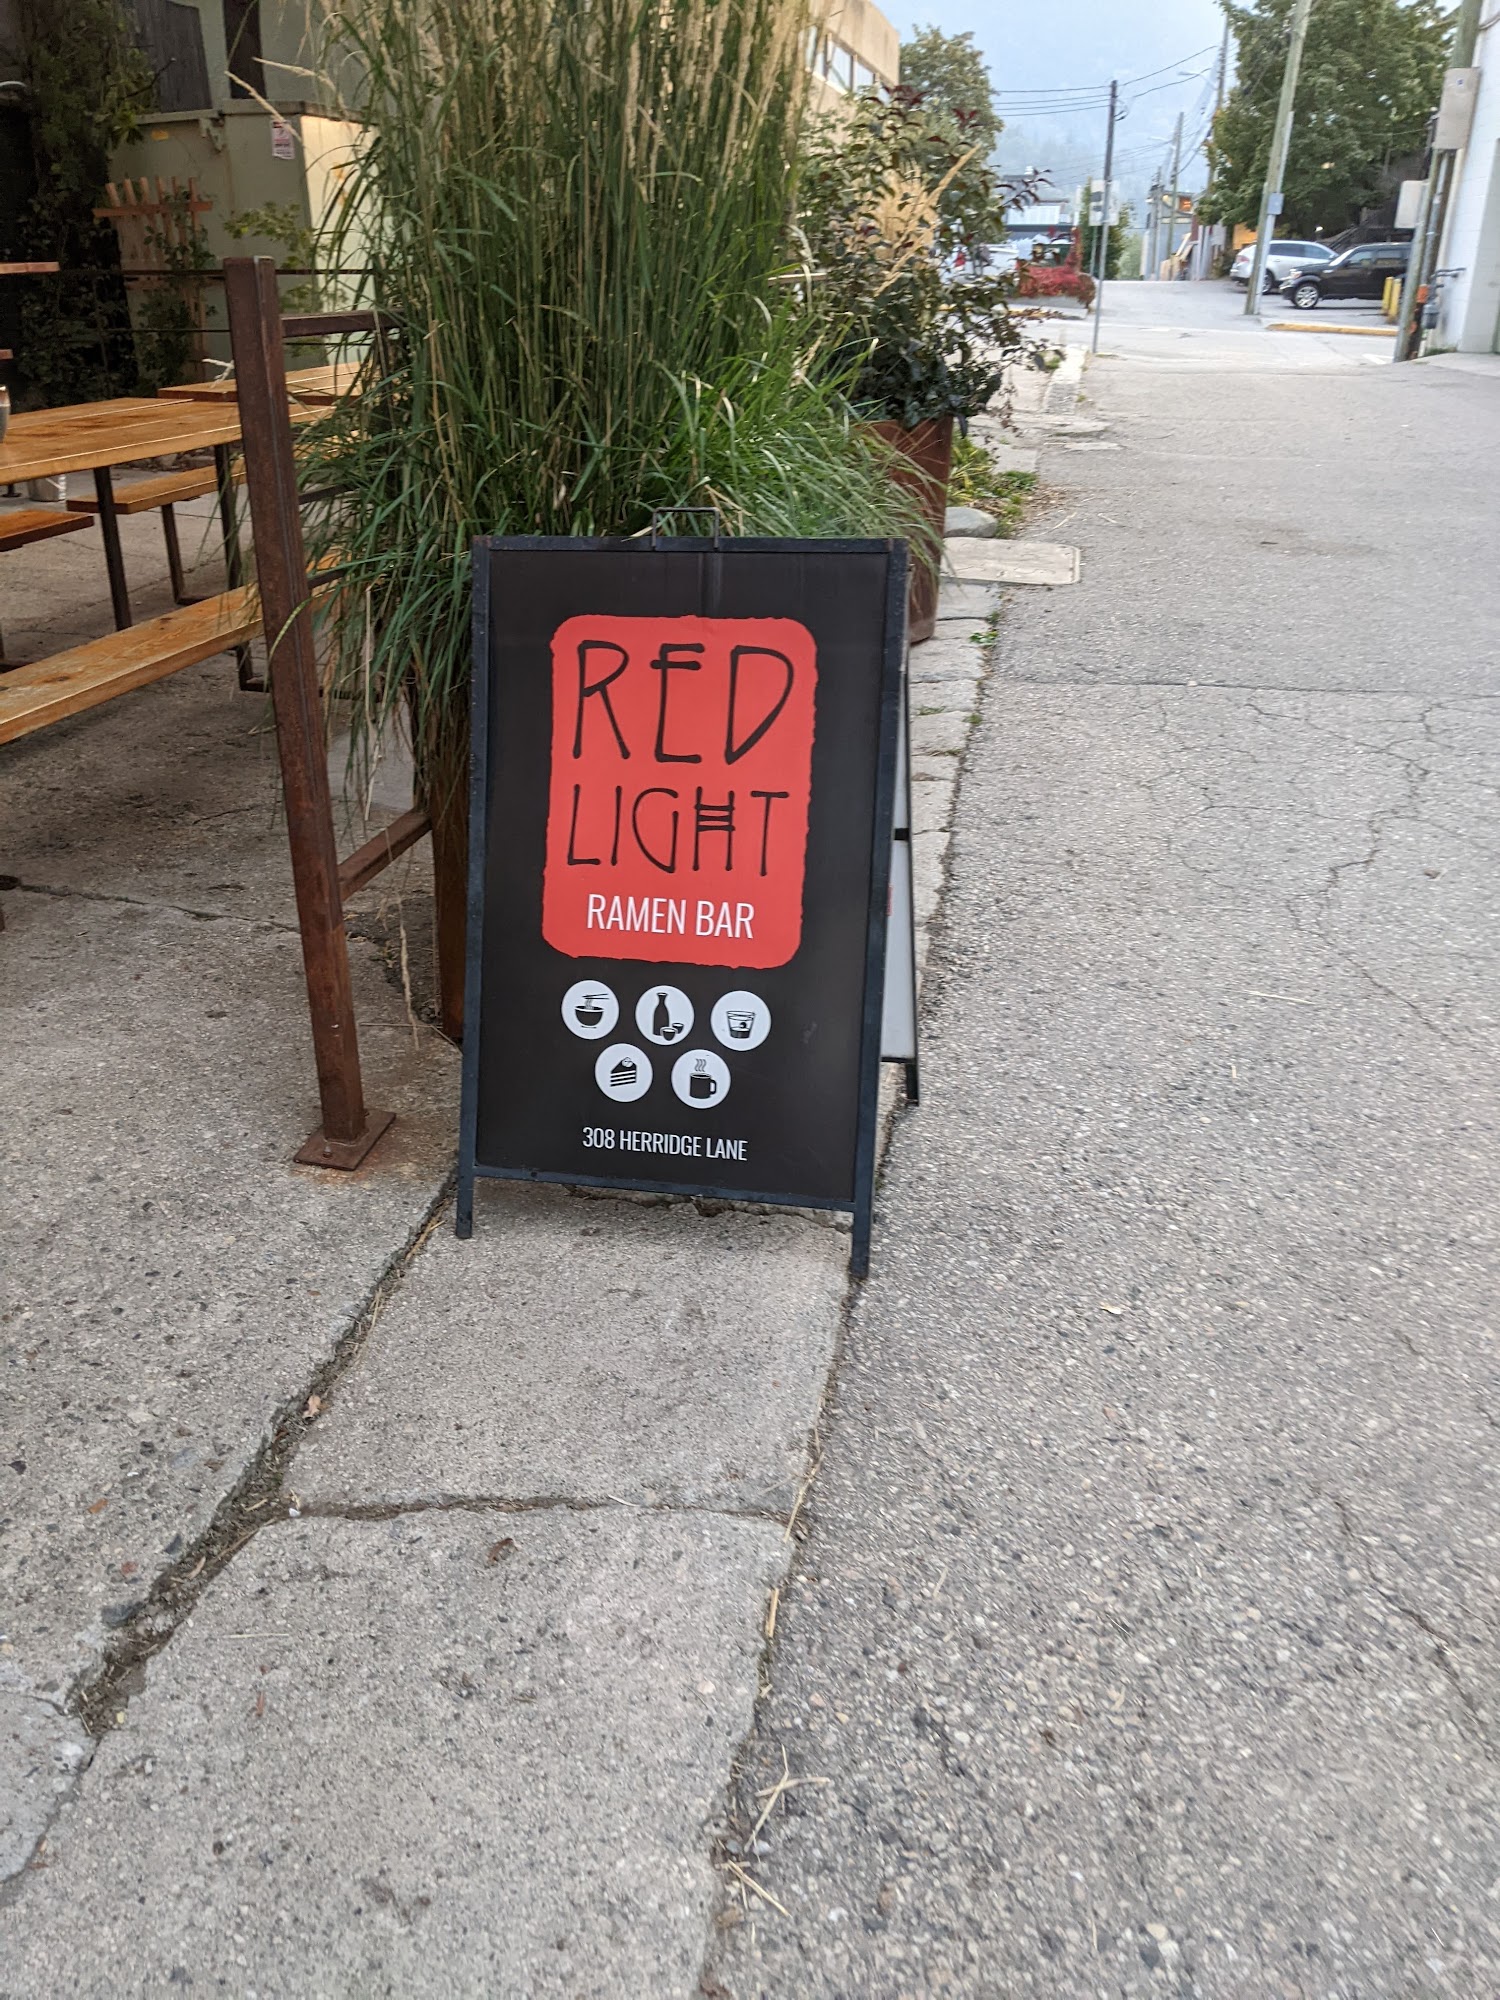 RED
LIGHT
RAMEN BAR
308 HERRIDGE LANE